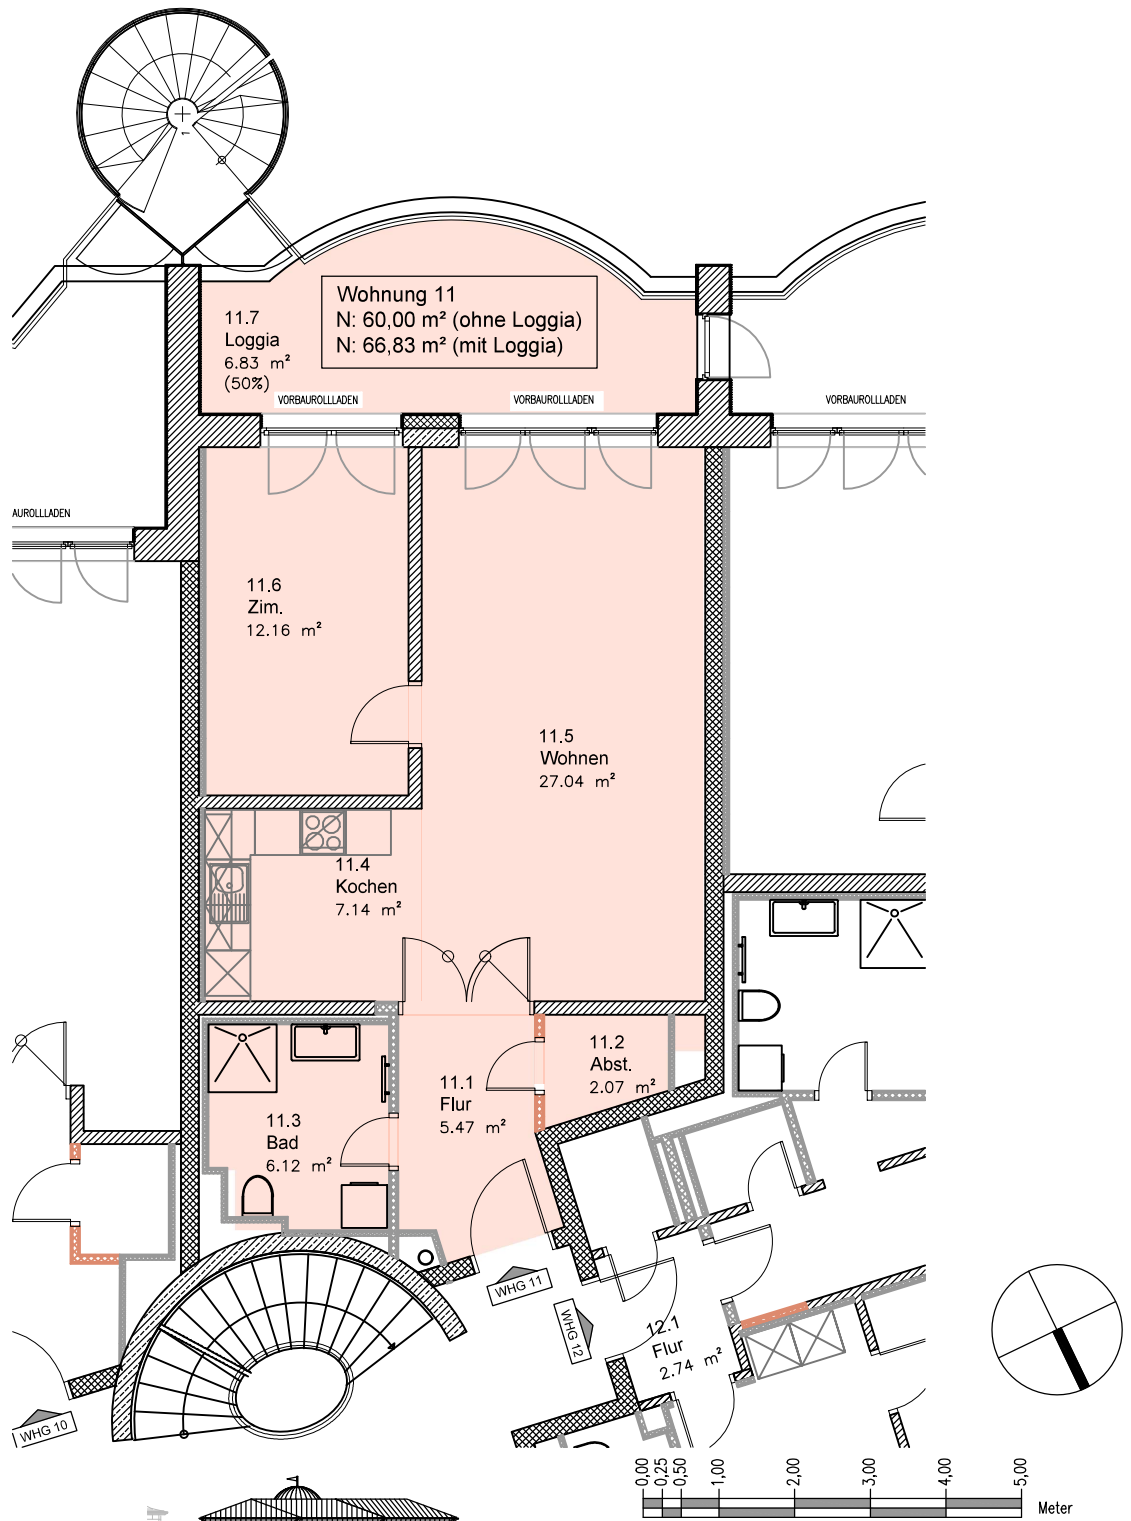 1
Wohnung 11
N: 60,00 m² (ohne Loggia)
N: 66,83 m² (mit Loggia)
11.7
Loggia
6.83 m²
(50%)
VORBAUROLLLADEN
VORBAUROLLLADEN
VORBAUROLLLADEN
AUROLLLADEN
11.6
Zim.
12.16 m²
11.5
Wohnen
27.04 m²
11.4
Kochen
7.14 m²
11.2
Abst.
2.07 m²
11.1
Flur
5.47 m²
11.3
Bad
6.12 m²
WHG 11
WHG 12
12.1
Flur
2.74 m²
WHG 10
0,00
0,25
0,50
1,00
2,00
3,00
4,00
5,00
Meter